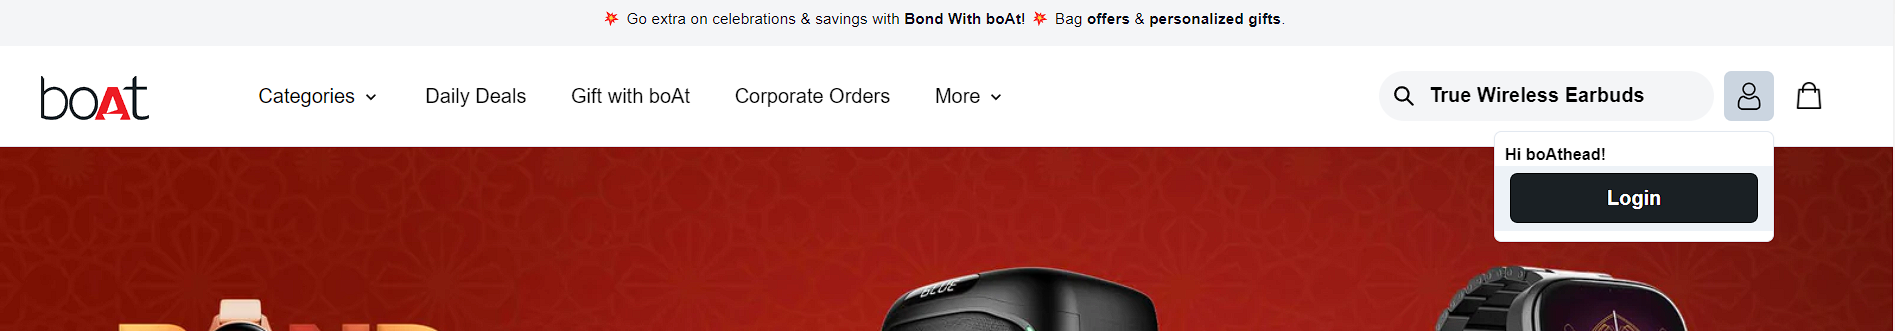 Go extra on celebrations & savings with Bond With boAt! Bag offers & personalized gifts.
boAt Categories Daily Deals Gift with boAt Corporate Orders More True Wireless Earbuds
Hi boAthead!
Login
BLUE